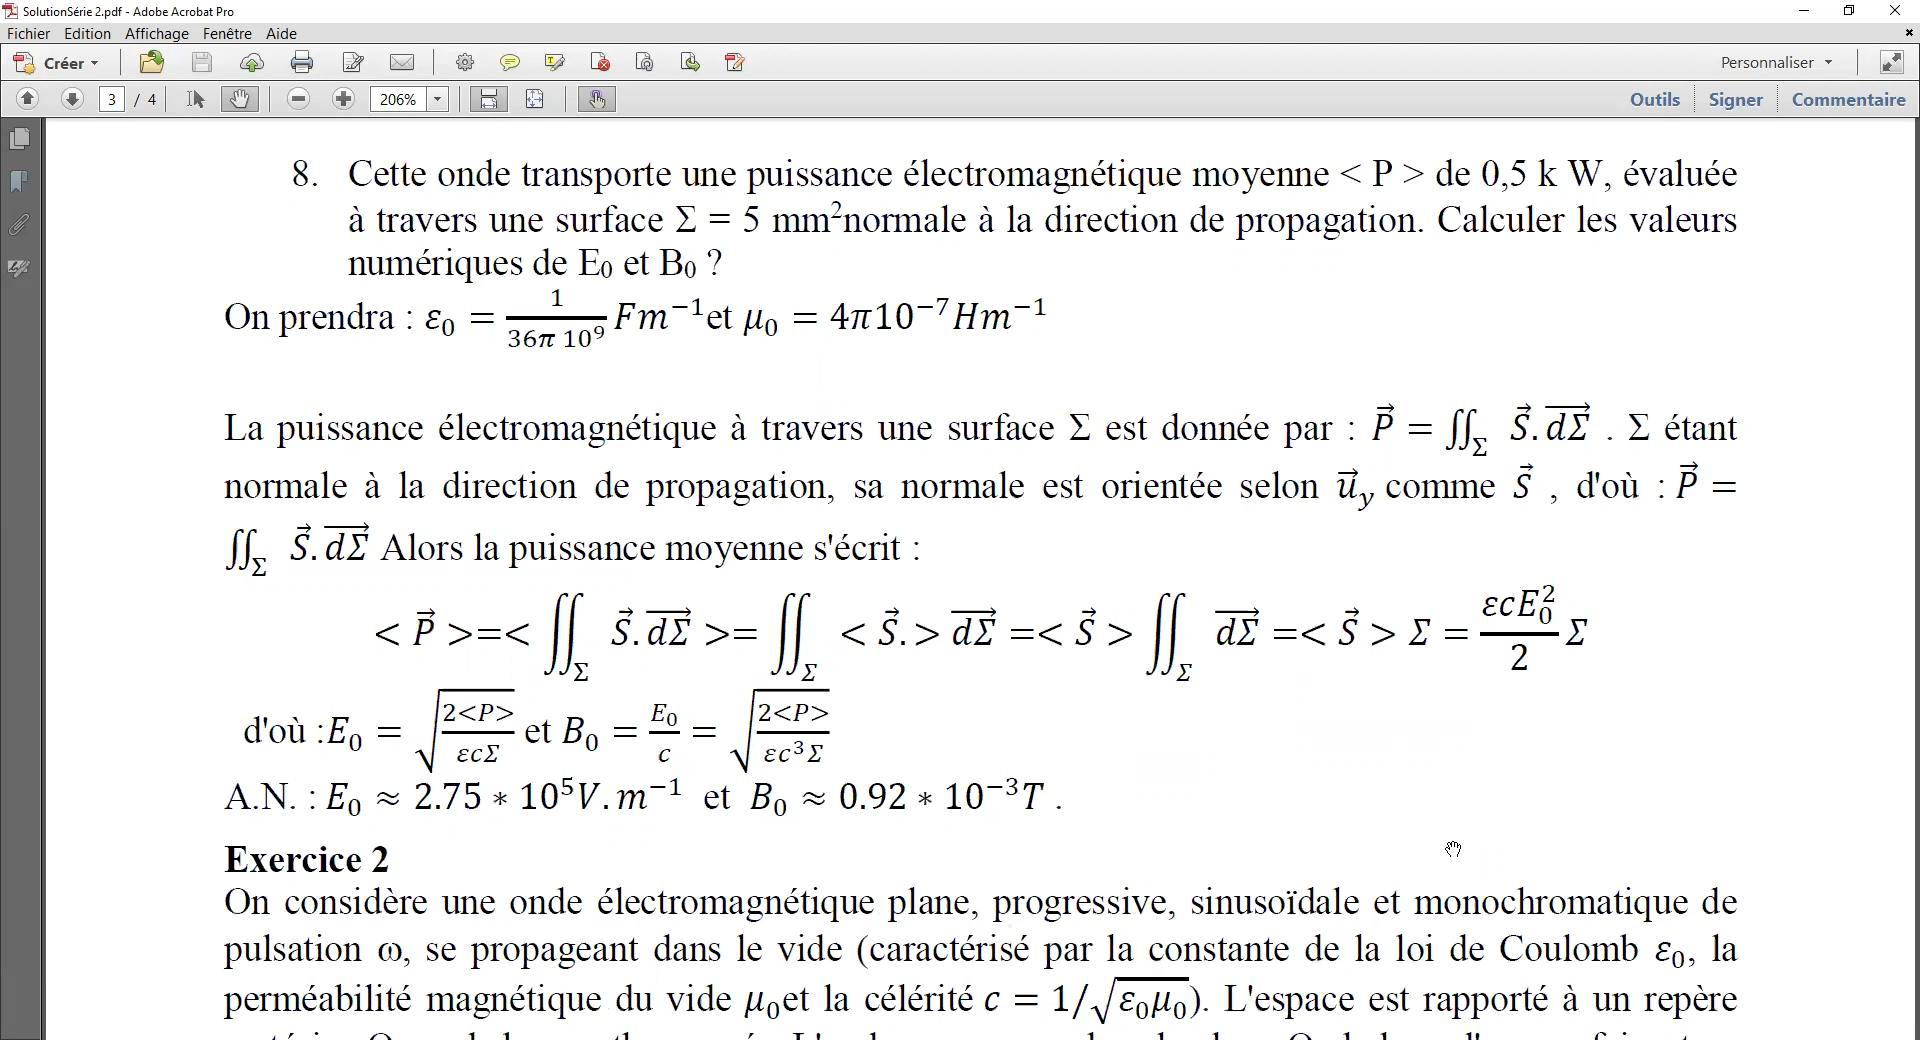 SolutionSérie 2.pdf - Adobe Acrobat Pro
Fichier Edition Affichage Fenêtre Aide
Créer
Personnaliser
3 / 4 206%
Outils Signer Commentaire
8. Cette onde transporte une puissance électromagnétique moyenne < P > de 0,5 k W, évaluée
à travers une surface Σ = 5 mm²normale à la direction de propagation. Calculer les valeurs
numériques de E₀ et B₀ ?
On prendra : ε₀ = 1/(36π 10⁹) Fm⁻¹et μ₀ = 4π10⁻⁷Hm⁻¹
La puissance électromagnétique à travers une surface Σ est donnée par : P⃗ = ∬_Σ S⃗.dΣ⃗ . Σ étant
normale à la direction de propagation, sa normale est orientée selon u⃗_y comme S⃗ , d'où : P⃗ =
∬_Σ S⃗.dΣ⃗ Alors la puissance moyenne s'écrit :
< P⃗ >=< ∬_Σ S⃗.dΣ⃗ >= ∬_Σ < S⃗.> dΣ⃗ =< S⃗ > ∬_Σ dΣ⃗ =< S⃗ > Σ = (εcE₀²)/2 Σ
d'où :E₀ = √(2<P>/(εcΣ)) et B₀ = E₀/c = √(2<P>/(εc³Σ))
A.N. : E₀ ≈ 2.75 * 10⁵V.m⁻¹ et B₀ ≈ 0.92 * 10⁻³T .
Exercice 2
On considère une onde électromagnétique plane, progressive, sinusoïdale et monochromatique de
pulsation ω, se propageant dans le vide (caractérisé par la constante de la loi de Coulomb ε₀, la
perméabilité magnétique du vide μ₀et la célérité c = 1/√(ε₀μ₀)). L'espace est rapporté à un repère